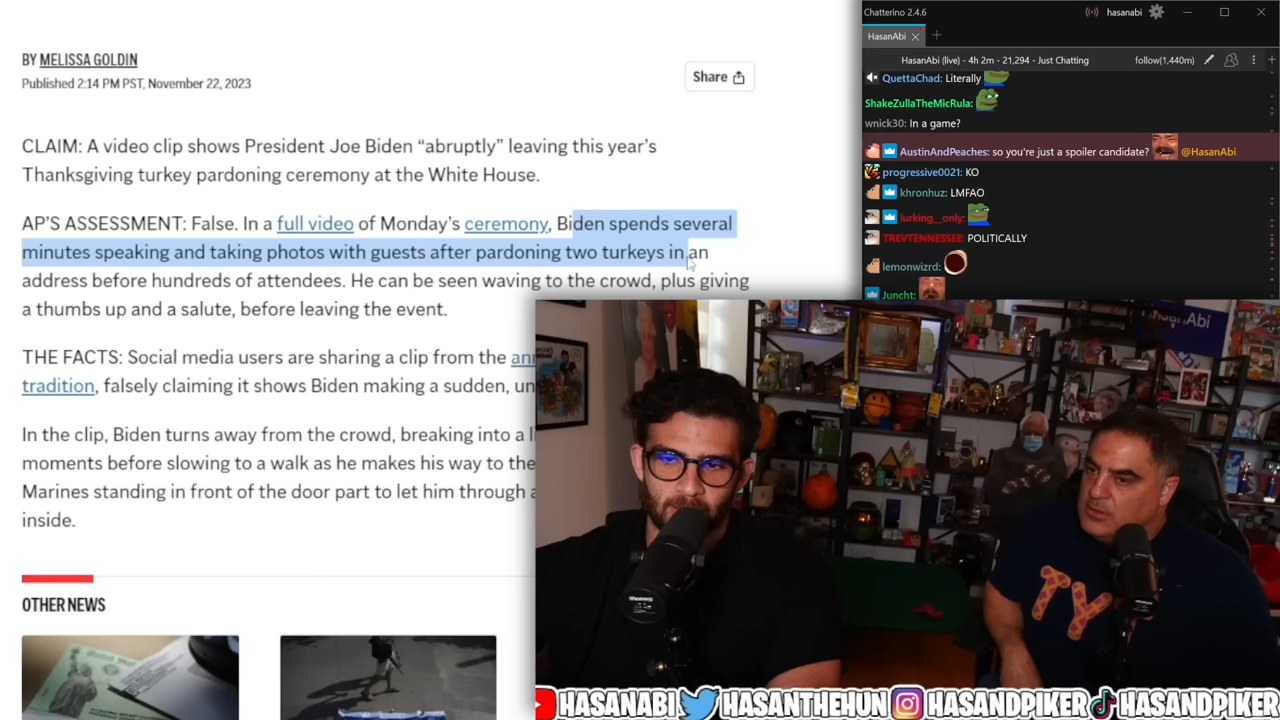 BY MELISSA GOLDIN
Published 2:14 PM PST, November 22, 2023
Share
CLAIM: A video clip shows President Joe Biden “abruptly” leaving this year’s
Thanksgiving turkey pardoning ceremony at the White House.
AP’S ASSESSMENT: False. In a full video of Monday’s ceremony, Biden spends several
minutes speaking and taking photos with guests after pardoning two turkeys in an
address before hundreds of attendees. He can be seen waving to the crowd, plus giving
a thumbs up and a salute, before leaving the event.
THE FACTS: Social media users are sharing a clip from the
tradition, falsely claiming it shows Biden making a sudden,
In the clip, Biden turns away from the crowd, breaking into a
moments before slowing to a walk as he makes his way to the
Marines standing in front of the door part to let him through
inside.
OTHER NEWS
Chatterino 2.4.6
hasanabi
HasanAbi
HasanAbi (live) - 4h 2m - 21,294 - Just Chatting
follow(1,440m)
QuettaChad: Literally
ShakeZullaTheMicRula:
wnick30: In a game?
AustinAndPeaches: so you're just a spoiler candidate? @HasanAbi
progressive0021: KO
khronhuz: LMFAO
lurking__only:
TREVTENNESSEE: POLITICALLY
lemonwizrd:
Juncht:
HasanAbi
TY
HASANABI HASANTHEHUN HASANDPIKER HASANDPIKER